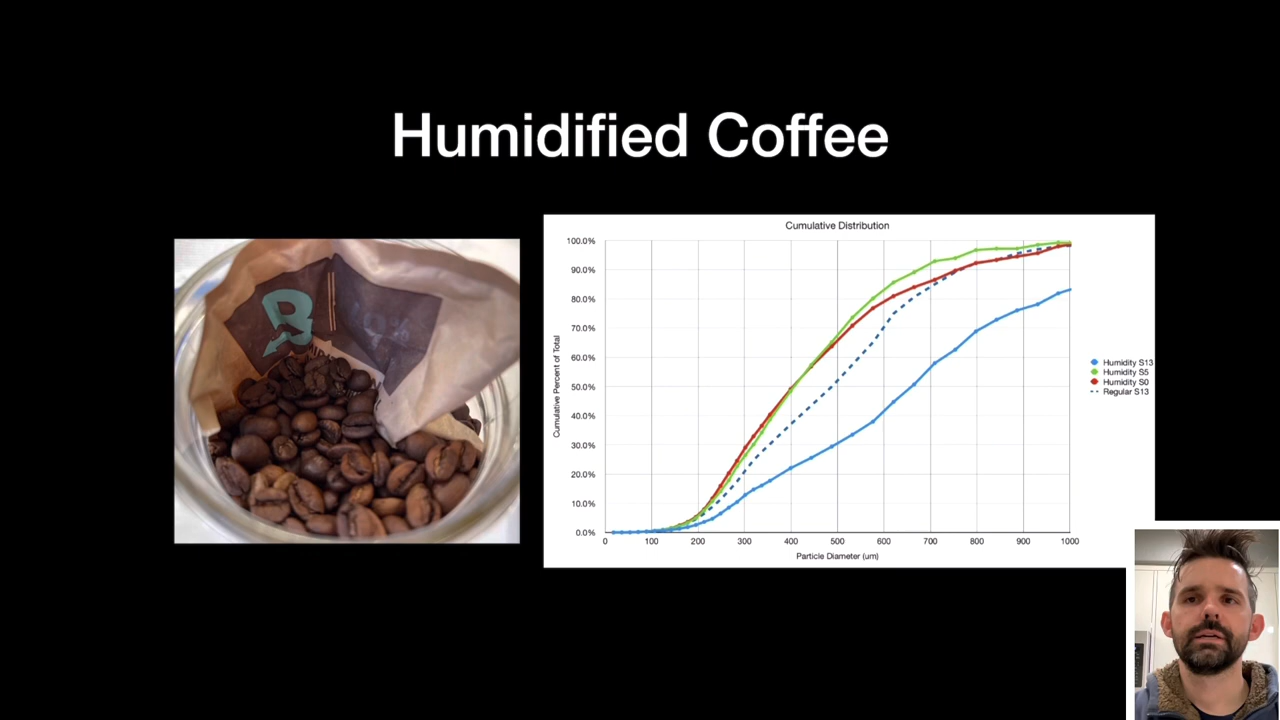 Humidified Coffee
B
Cumulative Distribution
Cumulative Percent of Total
100.0%
90.0%
80.0%
70.0%
60.0%
50.0%
40.0%
30.0%
20.0%
10.0%
0.0%
0 100 200 300 400 500 600 700 800 900 1000
Particle Diameter (um)
Humidity S13
Humidity S5
Humidity S0
Regular S13